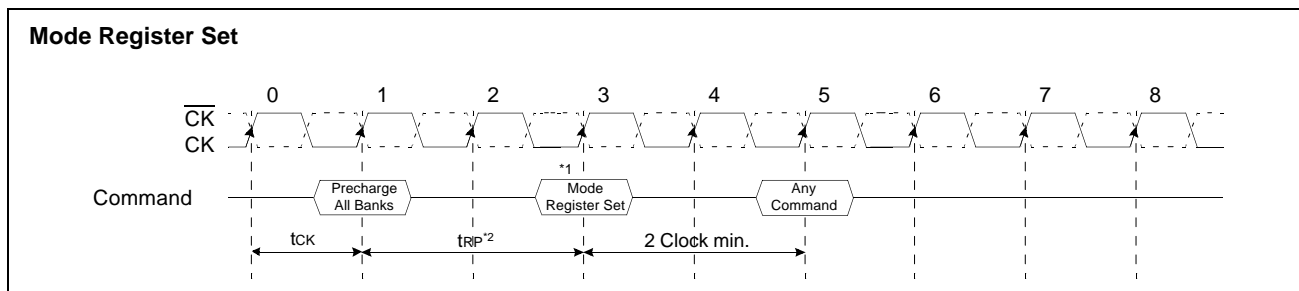 Mode Register Set
0 1 2 3 4 5 6 7 8
CK
CK
*1
Command
Precharge
All Banks
Mode
Register Set
Any
Command
tCK
tRP*2
2 Clock min.